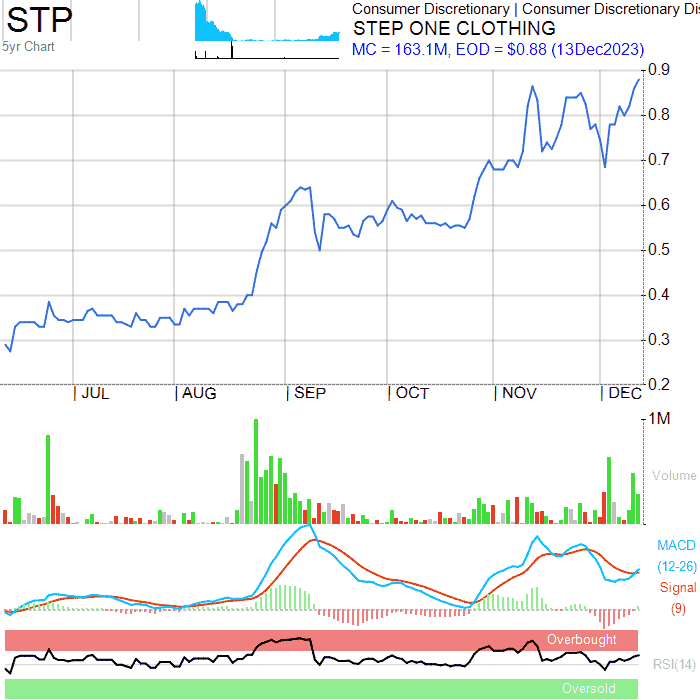 STP
5yr Chart
Consumer Discretionary | Consumer Discretionary Dis
STEP ONE CLOTHING
MC = 163.1M, EOD = $0.88 (13Dec2023)
0.9
0.8
0.7
0.6
0.5
0.4
0.3
0.2
| JUL | AUG | SEP | OCT | NOV | DEC
1M
Volume
MACD
(12-26)
Signal
(9)
Overbought
RSI(14)
Oversold